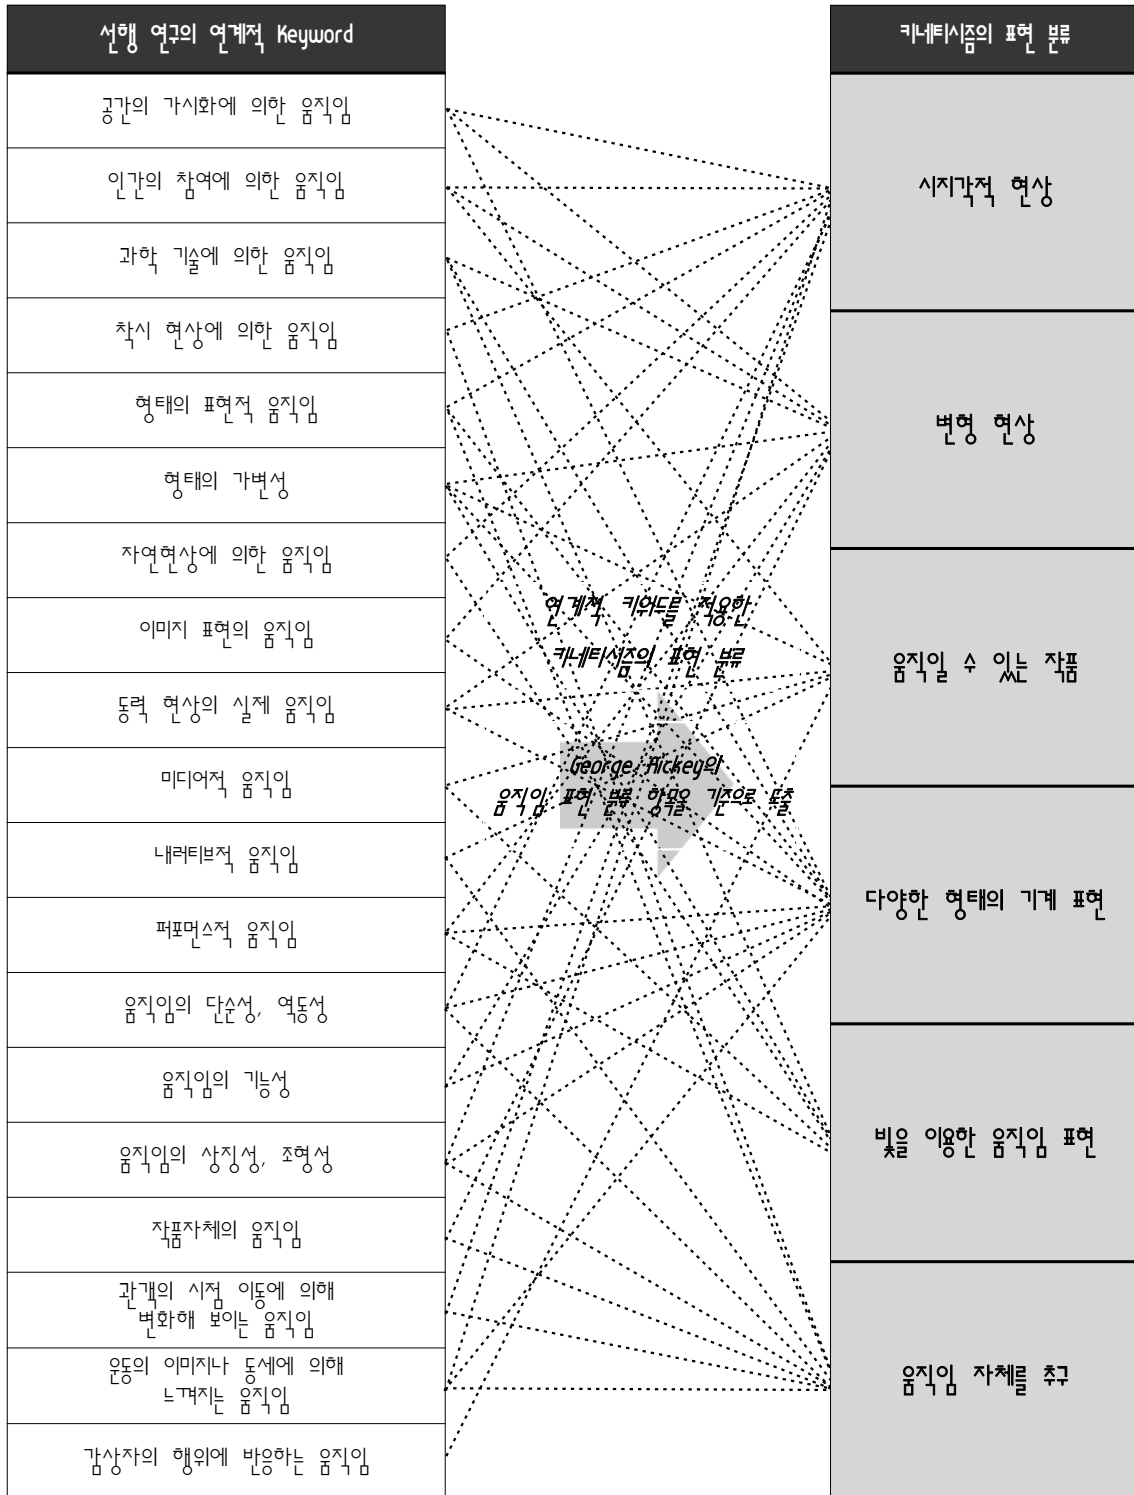 선행 연구의 연계적 Keyword
공간의 가시화에 의한 움직임
인간의 참여에 의한 움직임
과학 기술에 의한 움직임
착시 현상에 의한 움직임
형태의 표현적 움직임
형태의 가변성
자연현상에 의한 움직임
이미지 표현의 움직임
동력 현상의 실제 움직임
미디어적 움직임
내러티브적 움직임
퍼포먼스적 움직임
움직임의 단순성, 역동성
움직임의 기능성
움직임의 상징성, 조형성
작품자체의 움직임
관객의 시점 이동에 의해
변화해 보이는 움직임
운동의 이미지나 동세에 의해
느껴지는 움직임
감상자의 행위에 반응하는 움직임
연계적 키워드를 적용한
키네티시즘의 표현 분류
George Rickey의
움직임 표현 분류 항목을 기준으로 도출
키네티시즘의 표현 분류
시지각적 현상
변형 현상
움직일 수 있는 작품
다양한 형태의 기계 표현
빛을 이용한 움직임 표현
움직임 자체를 추구